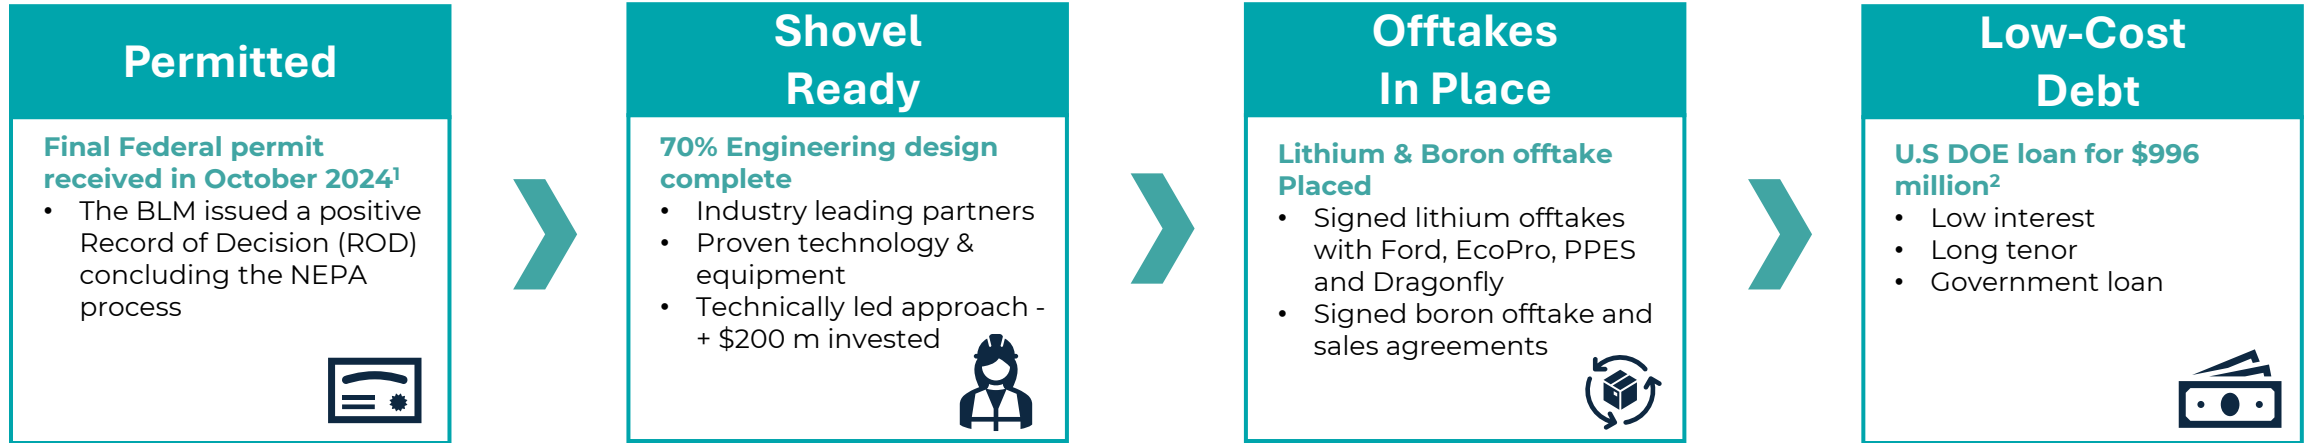 Permitted
Final Federal permit
received in October 2024¹
• The BLM issued a positive
Record of Decision (ROD)
concluding the NEPA
process
Shovel
Ready
70% Engineering design
complete
• Industry leading partners
• Proven technology &
equipment
• Technically led approach -
+ $200 m invested
Offtakes
In Place
Lithium & Boron offtake
Placed
• Signed lithium offtakes
with Ford, EcoPro, PPES
and Dragonfly
• Signed boron offtake and
sales agreements
Low-Cost
Debt
U.S DOE loan for $996
million²
• Low interest
• Long tenor
• Government loan